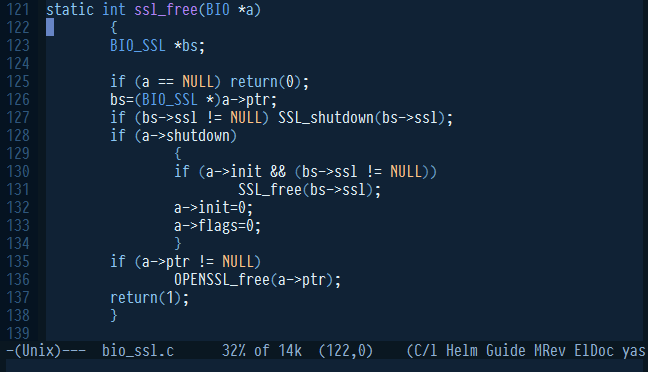 121 static int ssl_free(BIO *a)
122         {
123         BIO_SSL *bs;
124
125         if (a == NULL) return(0);
126         bs=(BIO_SSL *)a->ptr;
127         if (bs->ssl != NULL) SSL_shutdown(bs->ssl);
128         if (a->shutdown)
129                 {
130                 if (a->init && (bs->ssl != NULL))
131                         SSL_free(bs->ssl);
132                 a->init=0;
133                 a->flags=0;
134                 }
135         if (a->ptr != NULL)
136                 OPENSSL_free(a->ptr);
137         return(1);
138         }
139
-(Unix)---  bio_ssl.c      32% of 14k  (122,0)    (C/l Helm Guide MRev ElDoc yas